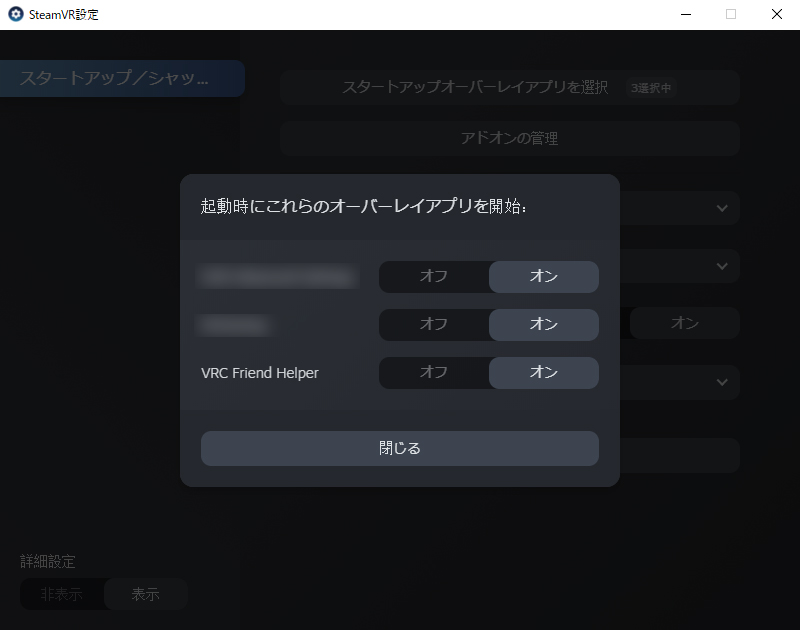 SteamVR設定
スタートアップ／シャッ...
スタートアップオーバーレイアプリを選択 3選択中
アドオンの管理
起動時にこれらのオーバーレイアプリを開始:
オフ オン
オフ オン
オン
VRC Friend Helper オフ オン
閉じる
詳細設定
非表示 表示